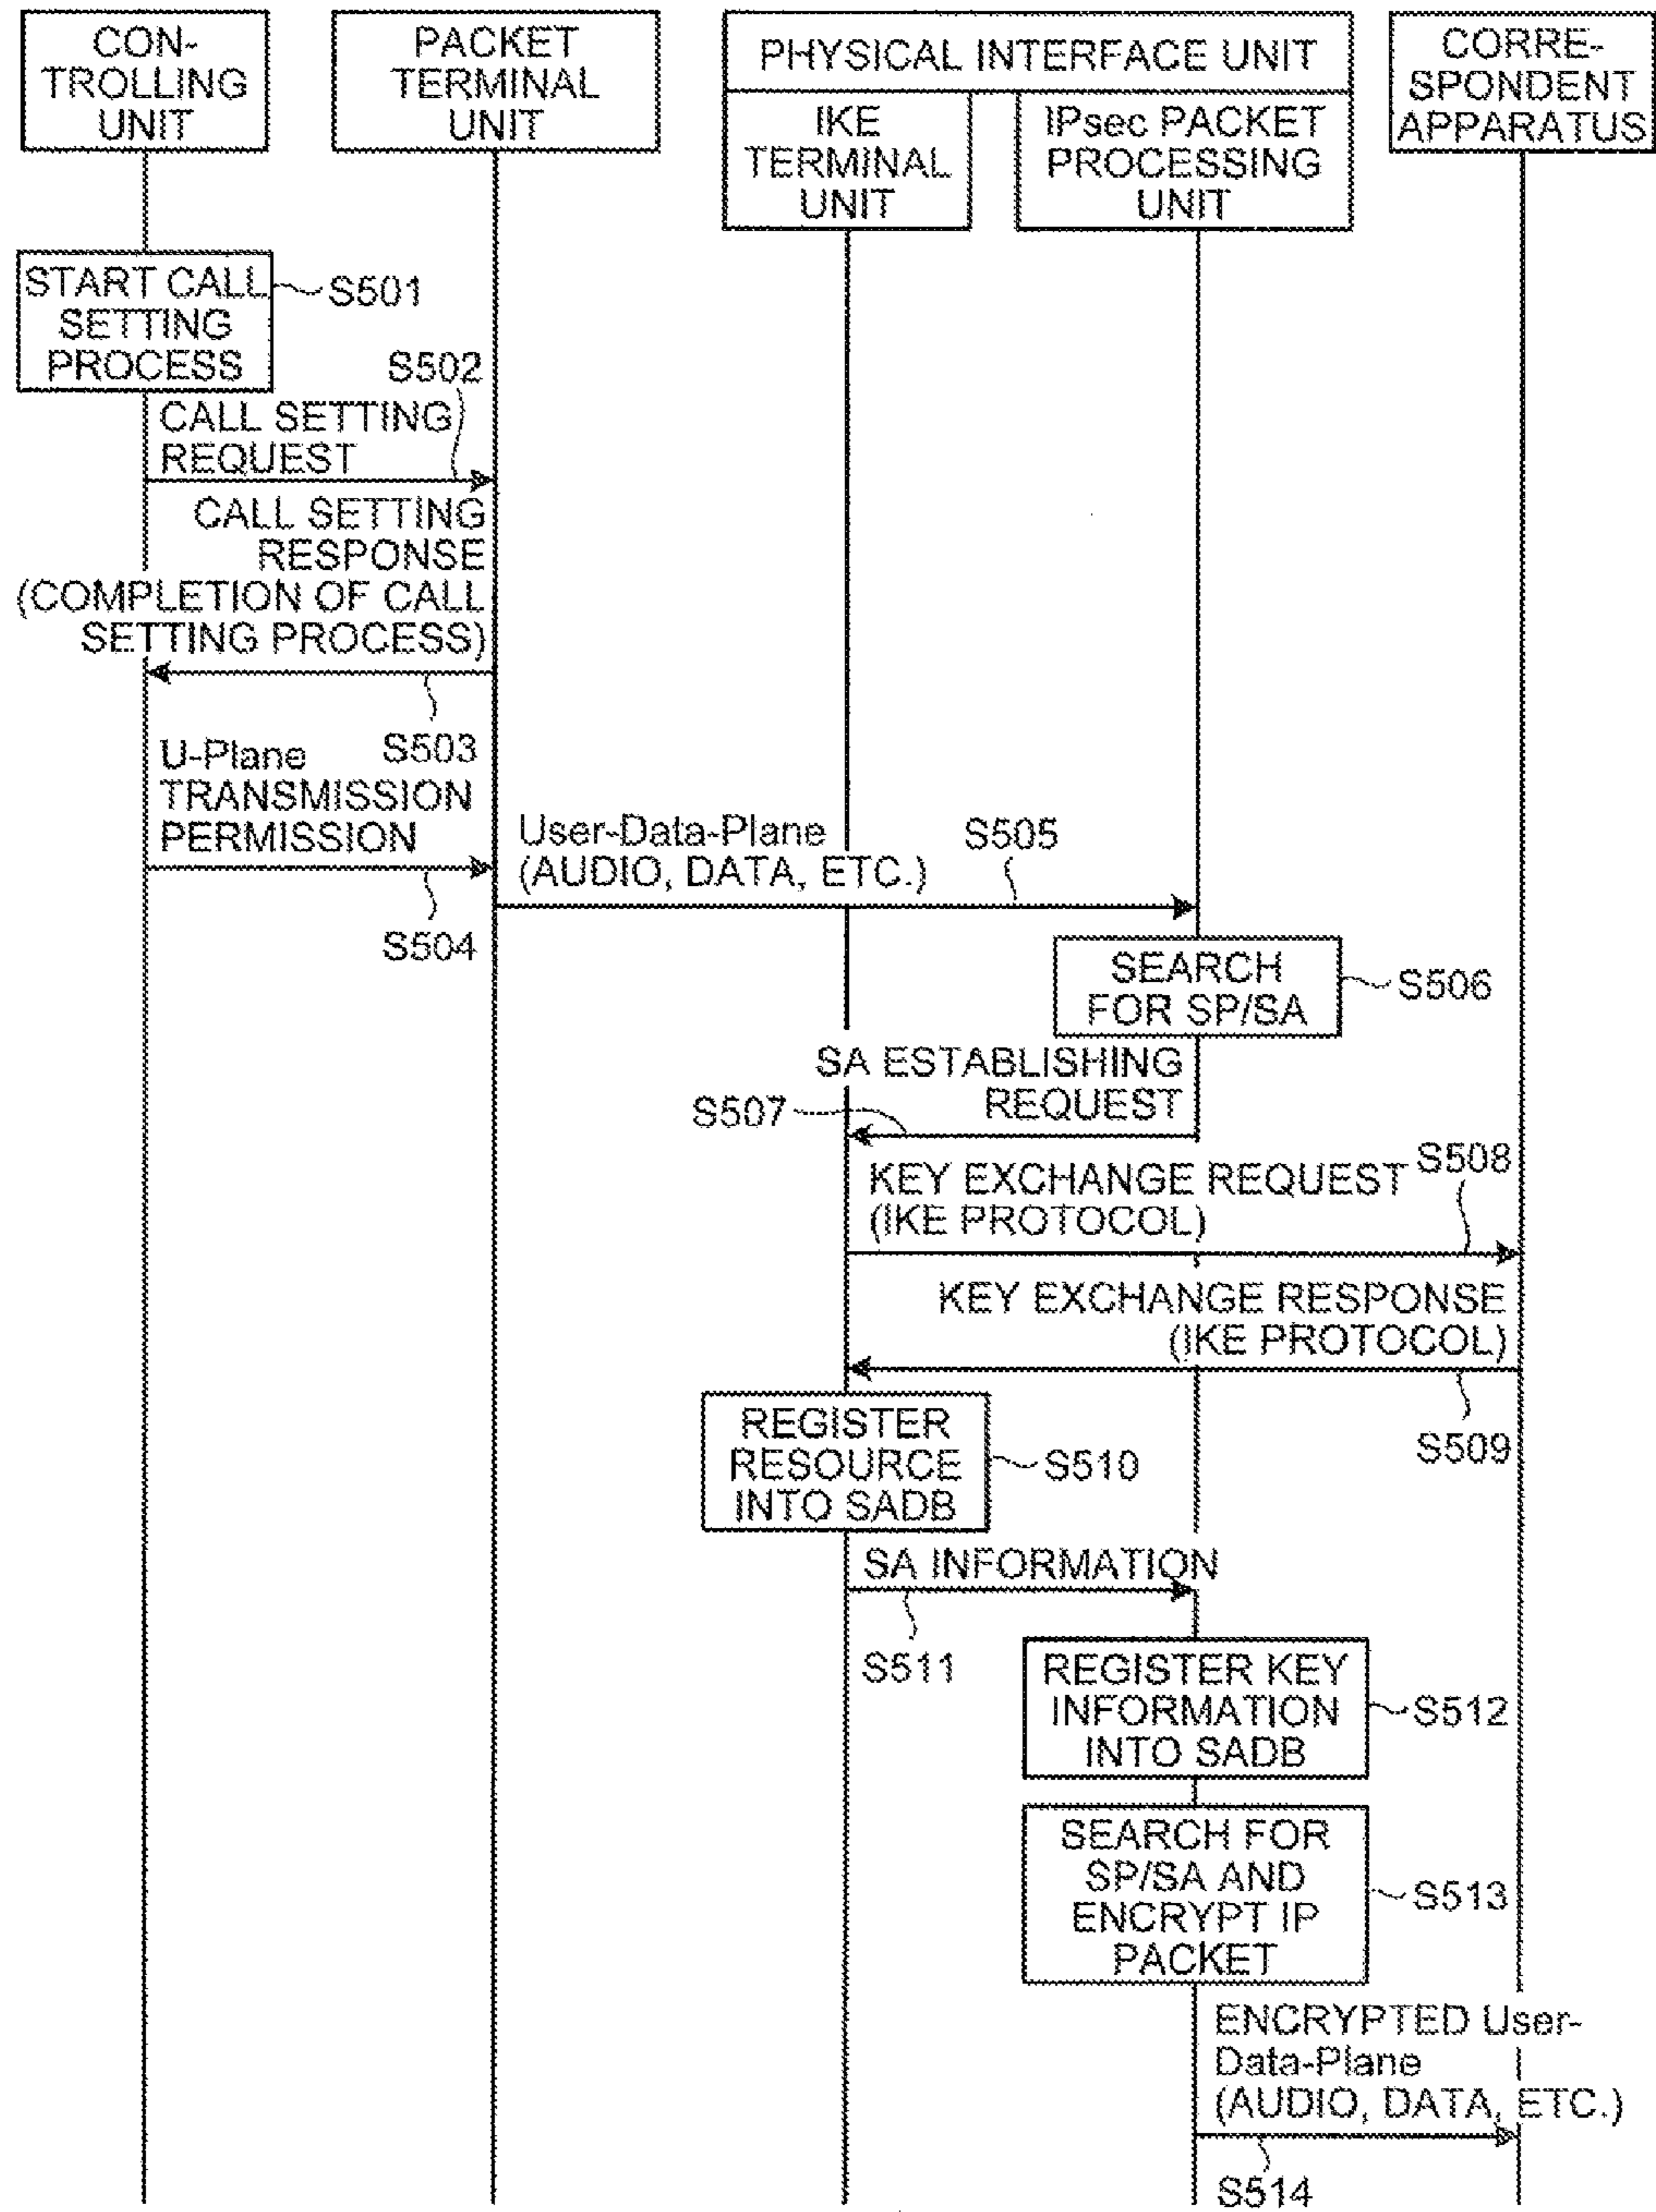 CON-
TROLLING
UNIT
PACKET
TERMINAL
UNIT
PHYSICAL INTERFACE UNIT
IKE
TERMINAL
UNIT
IPsec PACKET
PROCESSING
UNIT
CORRE-
SPONDENT
APPARATUS
START CALL
SETTING
PROCESS
S501
S502
CALL SETTING
REQUEST
CALL SETTING
RESPONSE
(COMPLETION OF CALL
SETTING PROCESS)
S503
U-Plane
TRANSMISSION
PERMISSION
S504
User-Data-Plane
(AUDIO, DATA, ETC.)
S505
SEARCH
FOR SP/SA
S506
SA ESTABLISHING
REQUEST
S507
KEY EXCHANGE REQUEST
(IKE PROTOCOL)
S508
KEY EXCHANGE RESPONSE
(IKE PROTOCOL)
S509
REGISTER
RESOURCE
INTO SADB
S510
SA INFORMATION
S511
REGISTER KEY
INFORMATION
INTO SADB
S512
SEARCH FOR
SP/SA AND
ENCRYPT IP
PACKET
S513
ENCRYPTED User-
Data-Plane
(AUDIO, DATA, ETC.)
S514